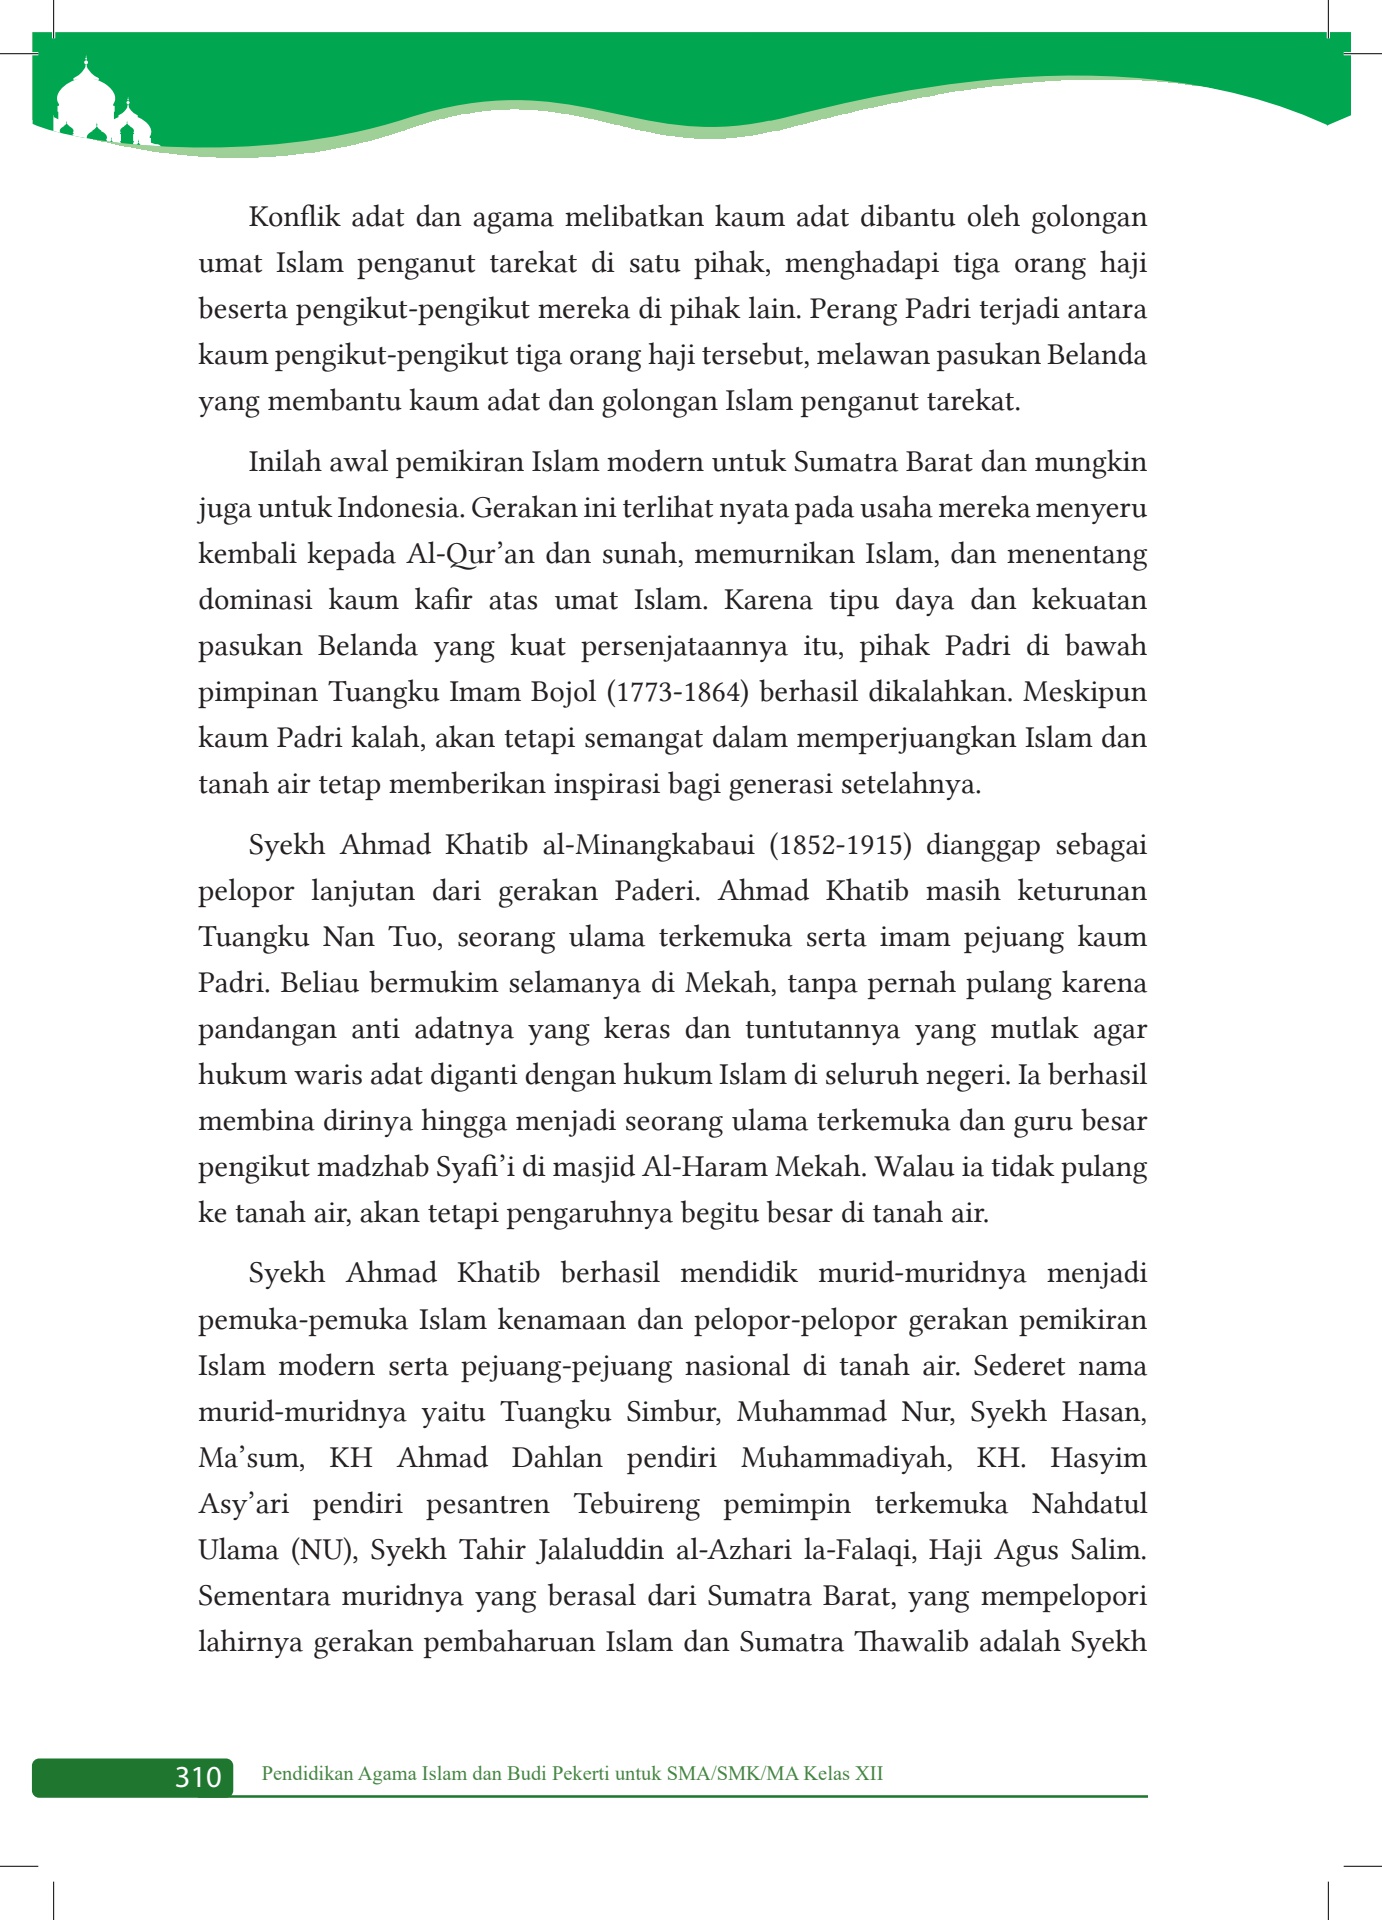 Konflik adat dan agama melibatkan kaum adat dibantu oleh golongan
umat Islam penganut tarekat di satu pihak, menghadapi tiga orang haji
beserta pengikut-pengikut mereka di pihak lain. Perang Padri terjadi antara
kaum pengikut-pengikut tiga orang haji tersebut, melawan pasukan Belanda
yang membantu kaum adat dan golongan Islam penganut tarekat.
Inilah awal pemikiran Islam modern untuk Sumatra Barat dan mungkin
juga untuk Indonesia. Gerakan ini terlihat nyata pada usaha mereka menyeru
kembali kepada Al-Qur’an dan sunah, memurnikan Islam, dan menentang
dominasi kaum kafir atas umat Islam. Karena tipu daya dan kekuatan
pasukan Belanda yang kuat persenjataannya itu, pihak Padri di bawah
pimpinan Tuangku Imam Bojol (1773-1864) berhasil dikalahkan. Meskipun
kaum Padri kalah, akan tetapi semangat dalam memperjuangkan Islam dan
tanah air tetap memberikan inspirasi bagi generasi setelahnya.
Syekh Ahmad Khatib al-Minangkabaui (1852-1915) dianggap sebagai
pelopor lanjutan dari gerakan Paderi. Ahmad Khatib masih keturunan
Tuangku Nan Tuo, seorang ulama terkemuka serta imam pejuang kaum
Padri. Beliau bermukim selamanya di Mekah, tanpa pernah pulang karena
pandangan anti adatnya yang keras dan tuntutannya yang mutlak agar
hukum waris adat diganti dengan hukum Islam di seluruh negeri. Ia berhasil
membina dirinya hingga menjadi seorang ulama terkemuka dan guru besar
pengikut madzhab Syafi’i di masjid Al-Haram Mekah. Walau ia tidak pulang
ke tanah air, akan tetapi pengaruhnya begitu besar di tanah air.
Syekh Ahmad Khatib berhasil mendidik murid-muridnya menjadi
pemuka-pemuka Islam kenamaan dan pelopor-pelopor gerakan pemikiran
Islam modern serta pejuang-pejuang nasional di tanah air. Sederet nama
murid-muridnya yaitu Tuangku Simbur, Muhammad Nur, Syekh Hasan,
Ma’sum, KH Ahmad Dahlan pendiri Muhammadiyah, KH. Hasyim
Asy’ari pendiri pesantren Tebuireng pemimpin terkemuka Nahdatul
Ulama (NU), Syekh Tahir Jalaluddin al-Azhari la-Falaqi, Haji Agus Salim.
Sementara muridnya yang berasal dari Sumatra Barat, yang mempelopori
lahirnya gerakan pembaharuan Islam dan Sumatra Thawalib adalah Syekh
310 Pendidikan Agama Islam dan Budi Pekerti untuk SMA/SMK/MA Kelas XII